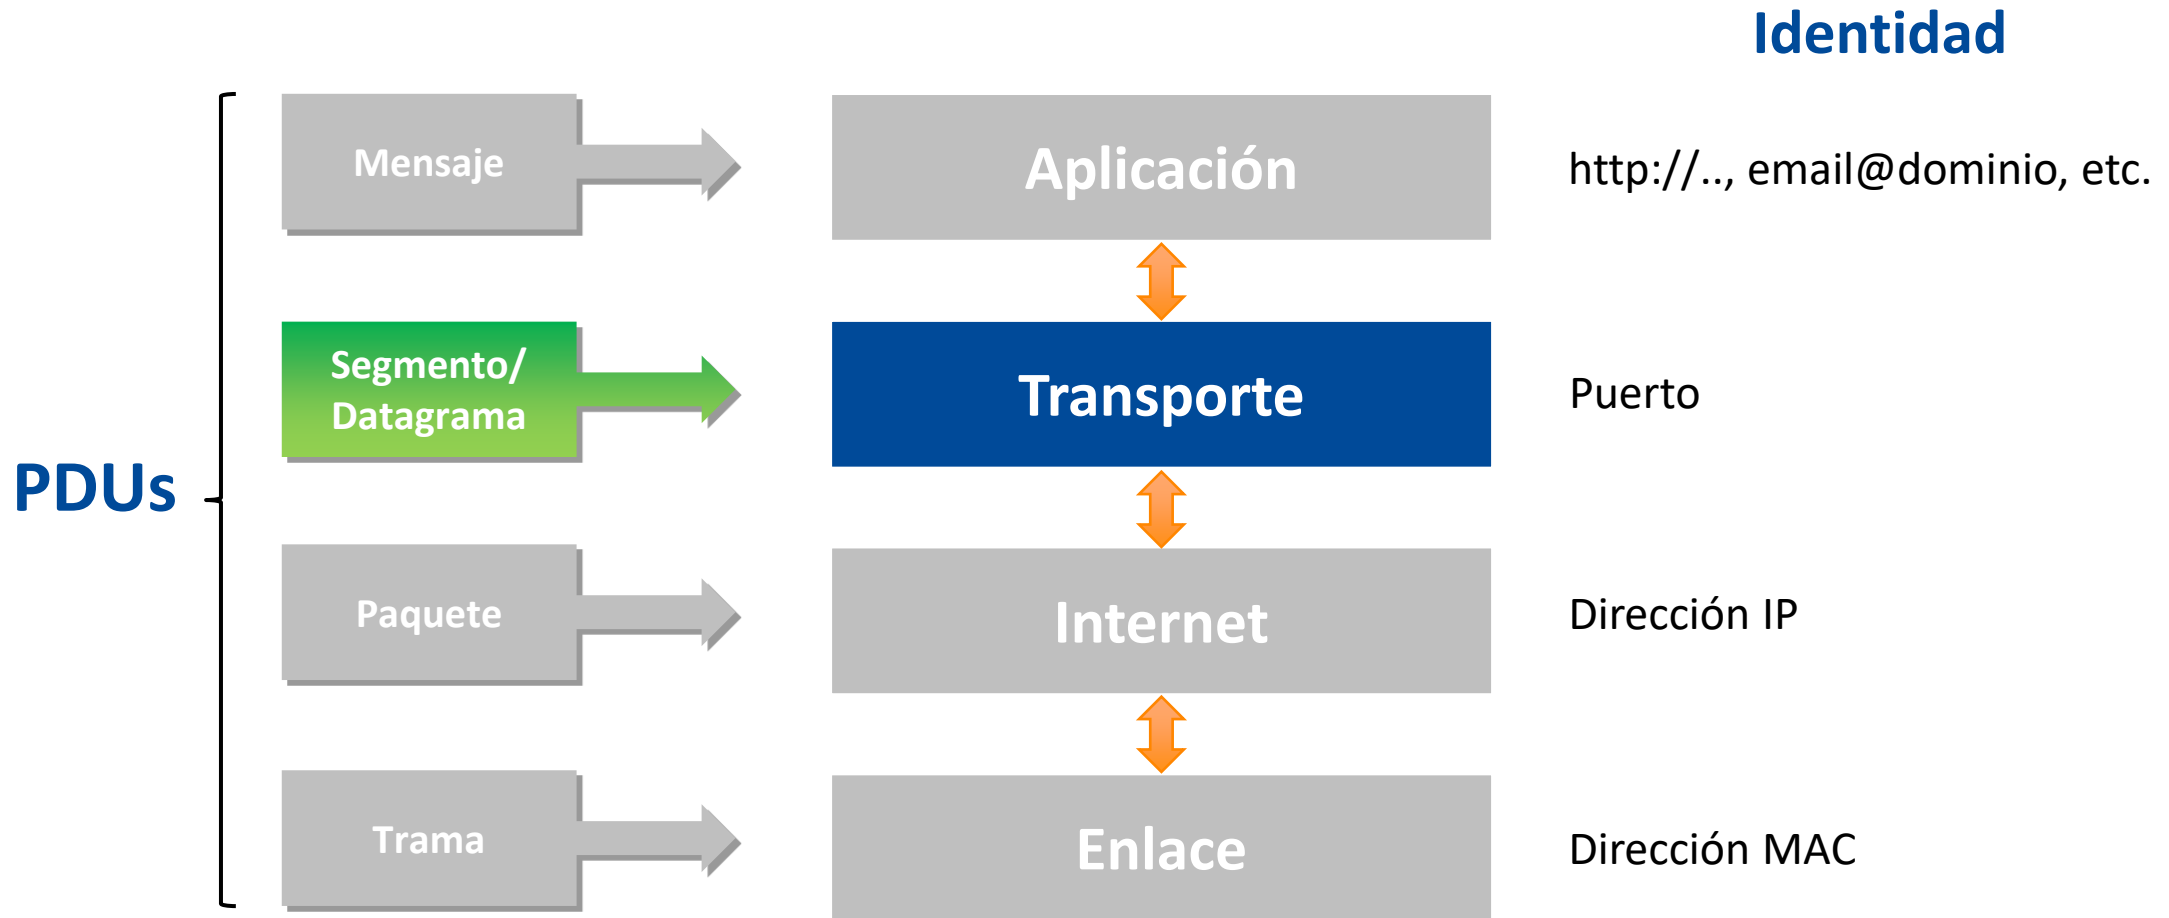 Identidad
Mensaje
Aplicación
http://.., email@dominio, etc.
Segmento/
Datagrama
Transporte
Puerto
PDUs
Paquete
Internet
Dirección IP
Trama
Enlace
Dirección MAC